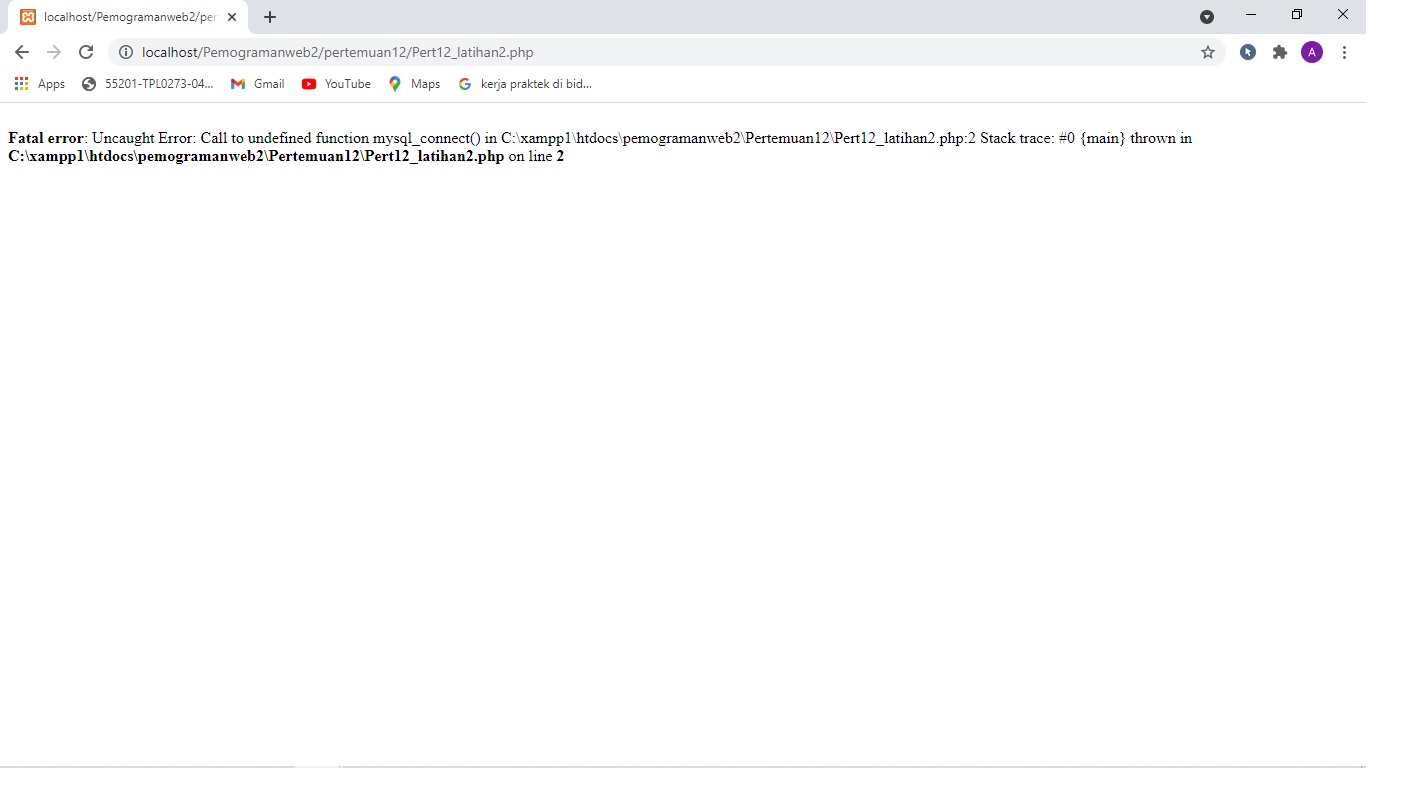 localhost/Pemogramanweb2/per
localhost/Pemogramanweb2/pertemuan12/Pert12_latihan2.php
A
Apps 55201-TPL0273-04... Gmail YouTube Maps G kerja praktek di bid...
Fatal error: Uncaught Error: Call to undefined function mysql_connect() in C:\xampp1\htdocs\pemogramanweb2\Pertemuan12\Pert12_latihan2.php:2 Stack trace: #0 {main} thrown in
C:\xampp1\htdocs\pemogramanweb2\Pertemuan12\Pert12_latihan2.php on line 2